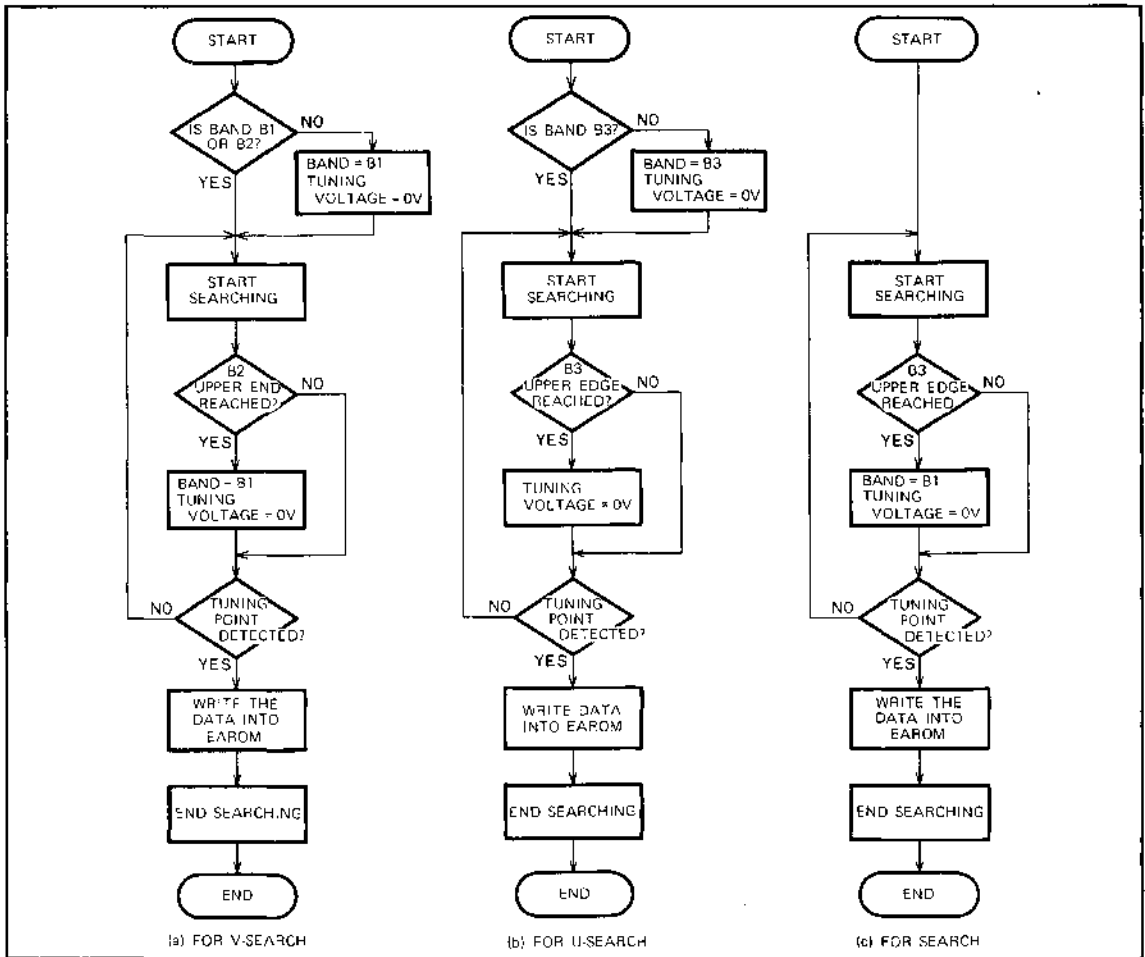 START
IS BAND B1
OR B2?
NO
YES
BAND = B1
TUNING
VOLTAGE = 0V
START
SEARCHING
B2
UPPER END
REACHED?
NO
YES
BAND = B1
TUNING
VOLTAGE = 0V
NO
TUNING
POINT
DETECTED?
YES
WRITE THE
DATA INTO
EAROM
END SEARCHING
END
(a) FOR V-SEARCH
START
IS BAND B3?
NO
YES
BAND = B3
TUNING
VOLTAGE = 0V
START
SEARCHING
B3
UPPER EDGE
REACHED?
NO
YES
TUNING
VOLTAGE = 0V
NO
TUNING
POINT
DETECTED?
YES
WRITE DATA
INTO EAROM
END SEARCHING
END
(b) FOR U-SEARCH
START
START
SEARCHING
B3
UPPER EDGE
REACHED
NO
YES
BAND = B1
TUNING
VOLTAGE = 0V
NO
TUNING
POINT
DETECTED?
YES
WRITE THE
DATA INTO
EAROM
END SEARCHING
END
(c) FOR SEARCH